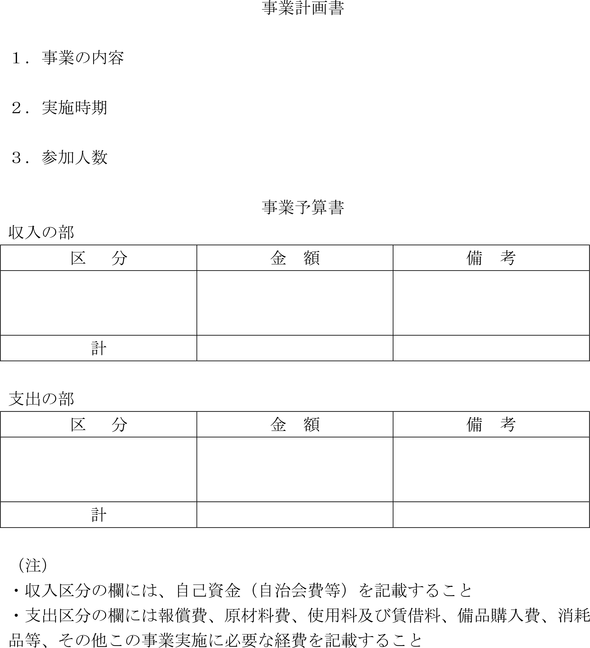 事業計画書
１．事業の内容
２．実施時期
３．参加人数
事業予算書
収入の部
区　分　金　額　備　考
計
支出の部
区　分　金　額　備　考
計
（注）
・収入区分の欄には、自己資金（自治会費等）を記載すること
・支出区分の欄には報償費、原材料費、使用料及び賃借料、備品購入費、消耗
品等、その他この事業実施に必要な経費を記載すること